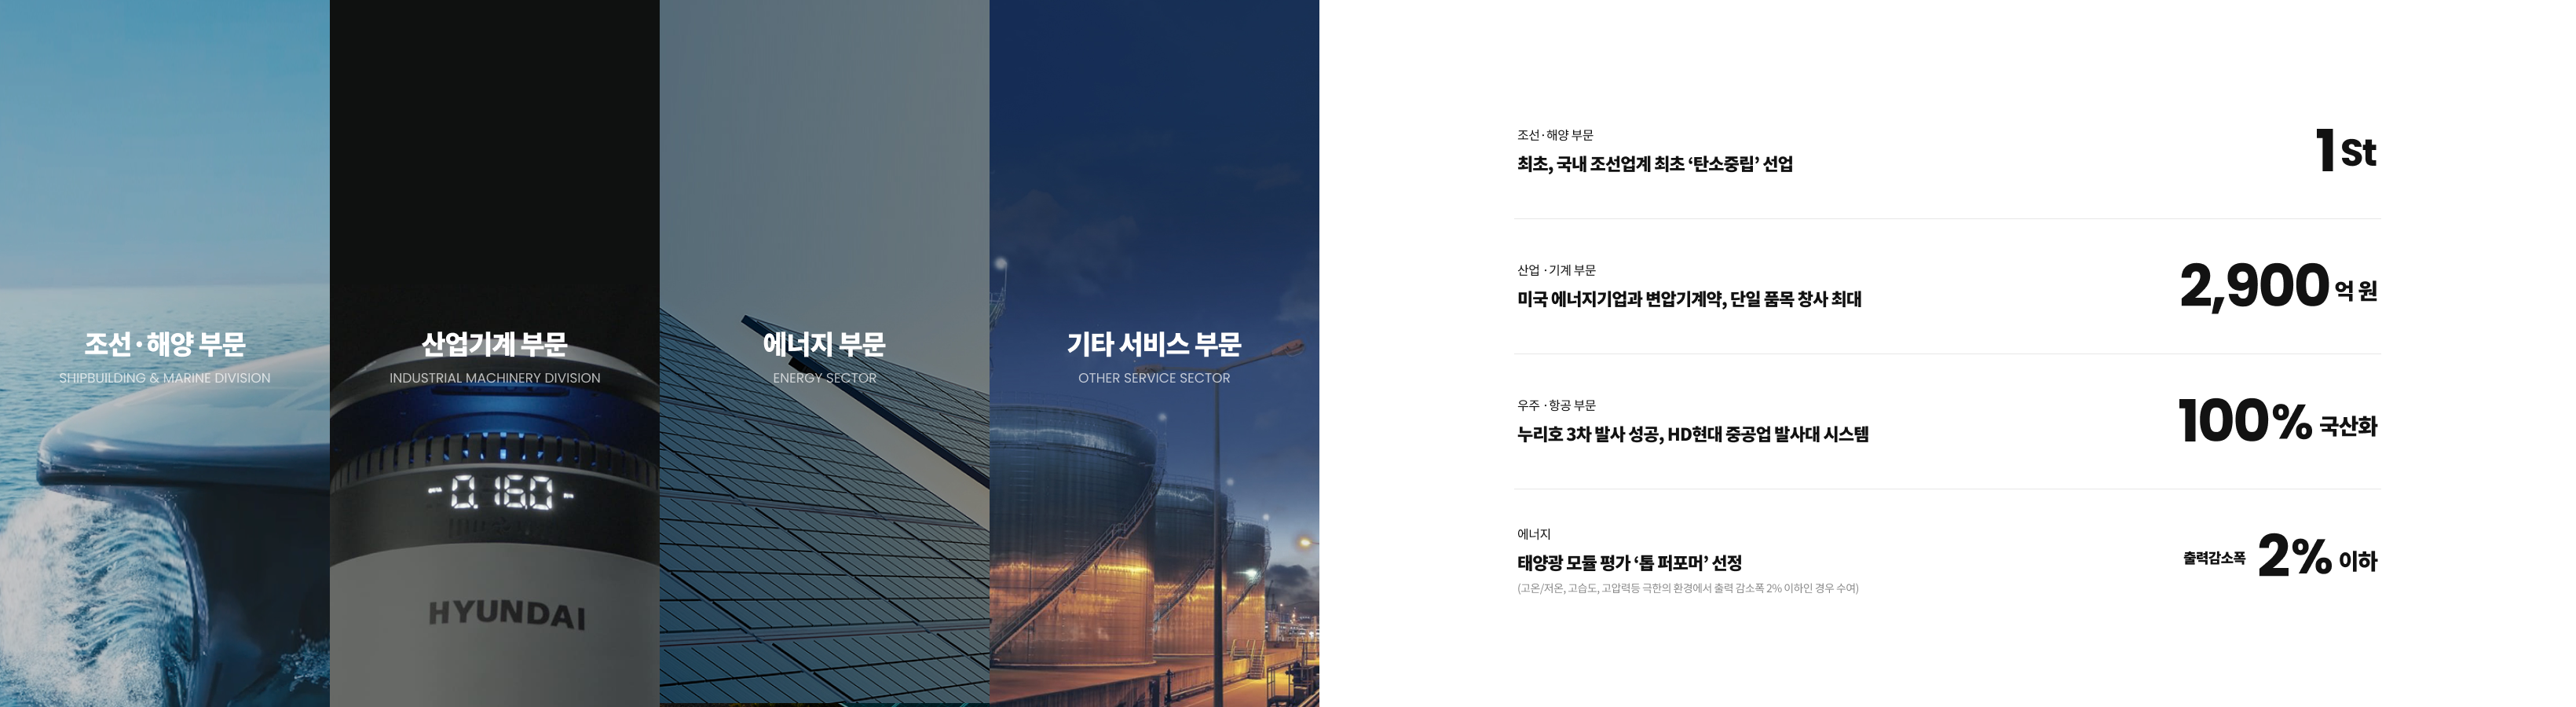 조선·해양 부문
SHIPBUILDING & MARINE DIVISION
산업기계 부문
INDUSTRIAL MACHINERY DIVISION
-0.160-
HYUNDAI
에너지 부문
ENERGY SECTOR
기타 서비스 부문
OTHER SERVICE SECTOR
조선·해양 부문
최초, 국내 조선업계 최초 ‘탄소중립’ 선업
1 St
산업 ·기계 부문
미국 에너지기업과 변압기계약, 단일 품목 창사 최대
2,900 억 원
우주 ·항공 부문
누리호 3차 발사 성공, HD현대 중공업 발사대 시스템
100% 국산화
에너지
태양광 모듈 평가 ‘톱 퍼포머’ 선정
(고온/저온, 고습도, 고압력등 극한의 환경에서 출력 감소폭 2% 이하인 경우 수여)
출력감소폭 2% 이하